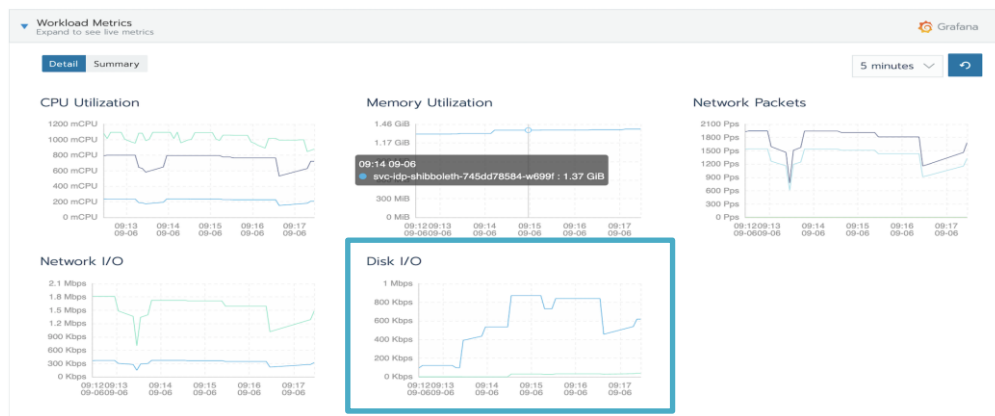 Workload Metrics
Expand to see live metrics
Grafana
Detail Summary
5 minutes
CPU Utilization
1200 mCPU
1000 mCPU
800 mCPU
600 mCPU
400 mCPU
200 mCPU
0 mCPU
09:13 09:14 09:15 09:16 09:17
09-06 09-06 09-06 09-06 09-06
Memory Utilization
1.46 GiB
1.17 GiB
09:14 09-06
svc-idp-shibboleth-745dd78584-w699f : 1.37 GiB
300 MiB
0 MiB
09:1209:13 09:14 09:15 09:16 09:17
09-0609-06 09-06 09-06 09-06 09-06
Network Packets
2100 Pps
1800 Pps
1500 Pps
1200 Pps
900 Pps
600 Pps
300 Pps
0 Pps
09:1209:13 09:14 09:15 09:16 09:17
09-0609-06 09-06 09-06 09-06 09-06
Network I/O
2.1 Mbps
1.8 Mbps
1.5 Mbps
1.2 Mbps
900 Kbps
600 Kbps
300 Kbps
0 Kbps
09:1209:13 09:14 09:15 09:16 09:17
09-0609-06 09-06 09-06 09-06 09-06
Disk I/O
1 Mbps
800 Kbps
600 Kbps
400 Kbps
200 Kbps
0 Kbps
09:1209:13 09:14 09:15 09:16 09:17
09-0609-06 09-06 09-06 09-06 09-06